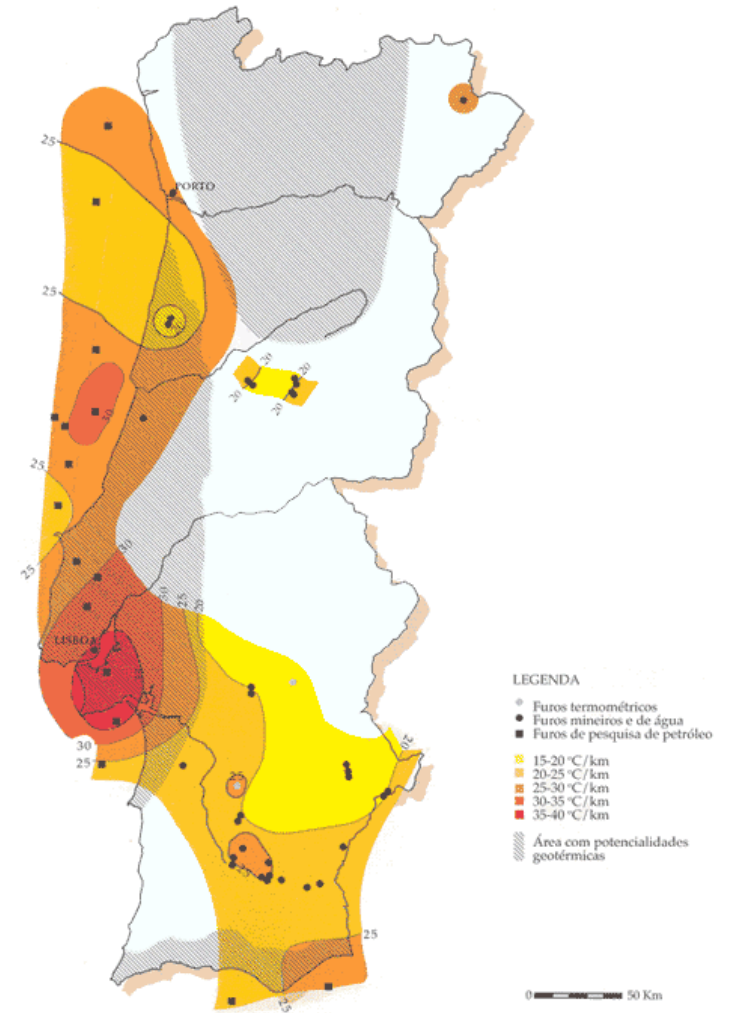 25
PORTO
25
20
20
20
20
30
25
25
30
30
25
20
LISBOA
30
25
20
25
25
25
LEGENDA
Furos termométricos
Furos mineiros e de água
Furos de pesquisa de petróleo
15-20 °C/km
20-25 °C/km
25-30 °C/km
30-35 °C/km
35-40 °C/km
Área com potencialidades
geotérmicas
0 50 Km